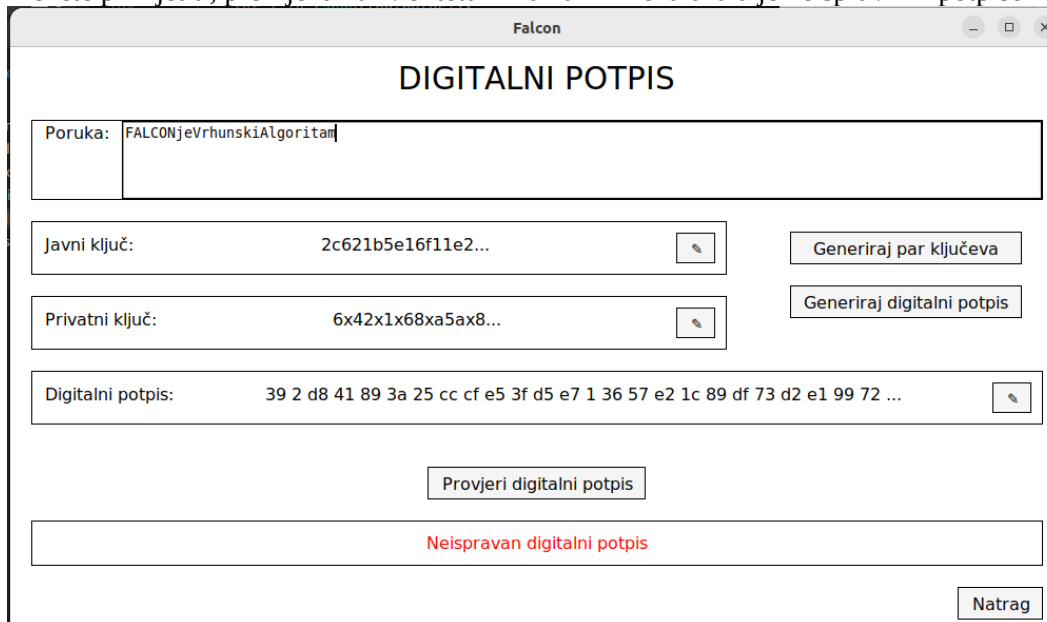 Falcon
DIGITALNI POTPIS
Poruka: FALCONjeVrhunskiAlgoritam
Javni ključ: 2c621b5e16f11e2...
Generiraj par ključeva
Privatni ključ: 6x42x1x68xa5ax8...
Generiraj digitalni potpis
Digitalni potpis: 39 2 d8 41 89 3a 25 cc cf e5 3f d5 e7 1 36 57 e2 1c 89 df 73 d2 e1 99 72 ...
Provjeri digitalni potpis
Neispravan digitalni potpis
Natrag